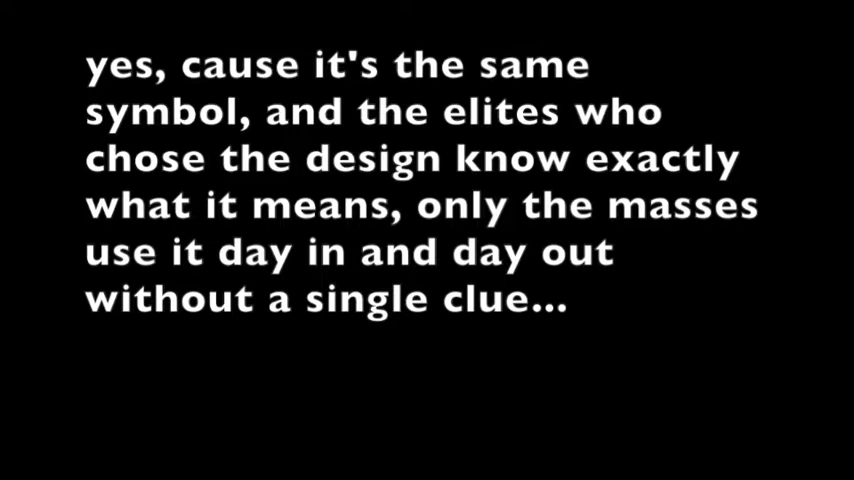 yes, cause it's the same
symbol, and the elites who
chose the design know exactly
what it means, only the masses
use it day in and day out
without a single clue...